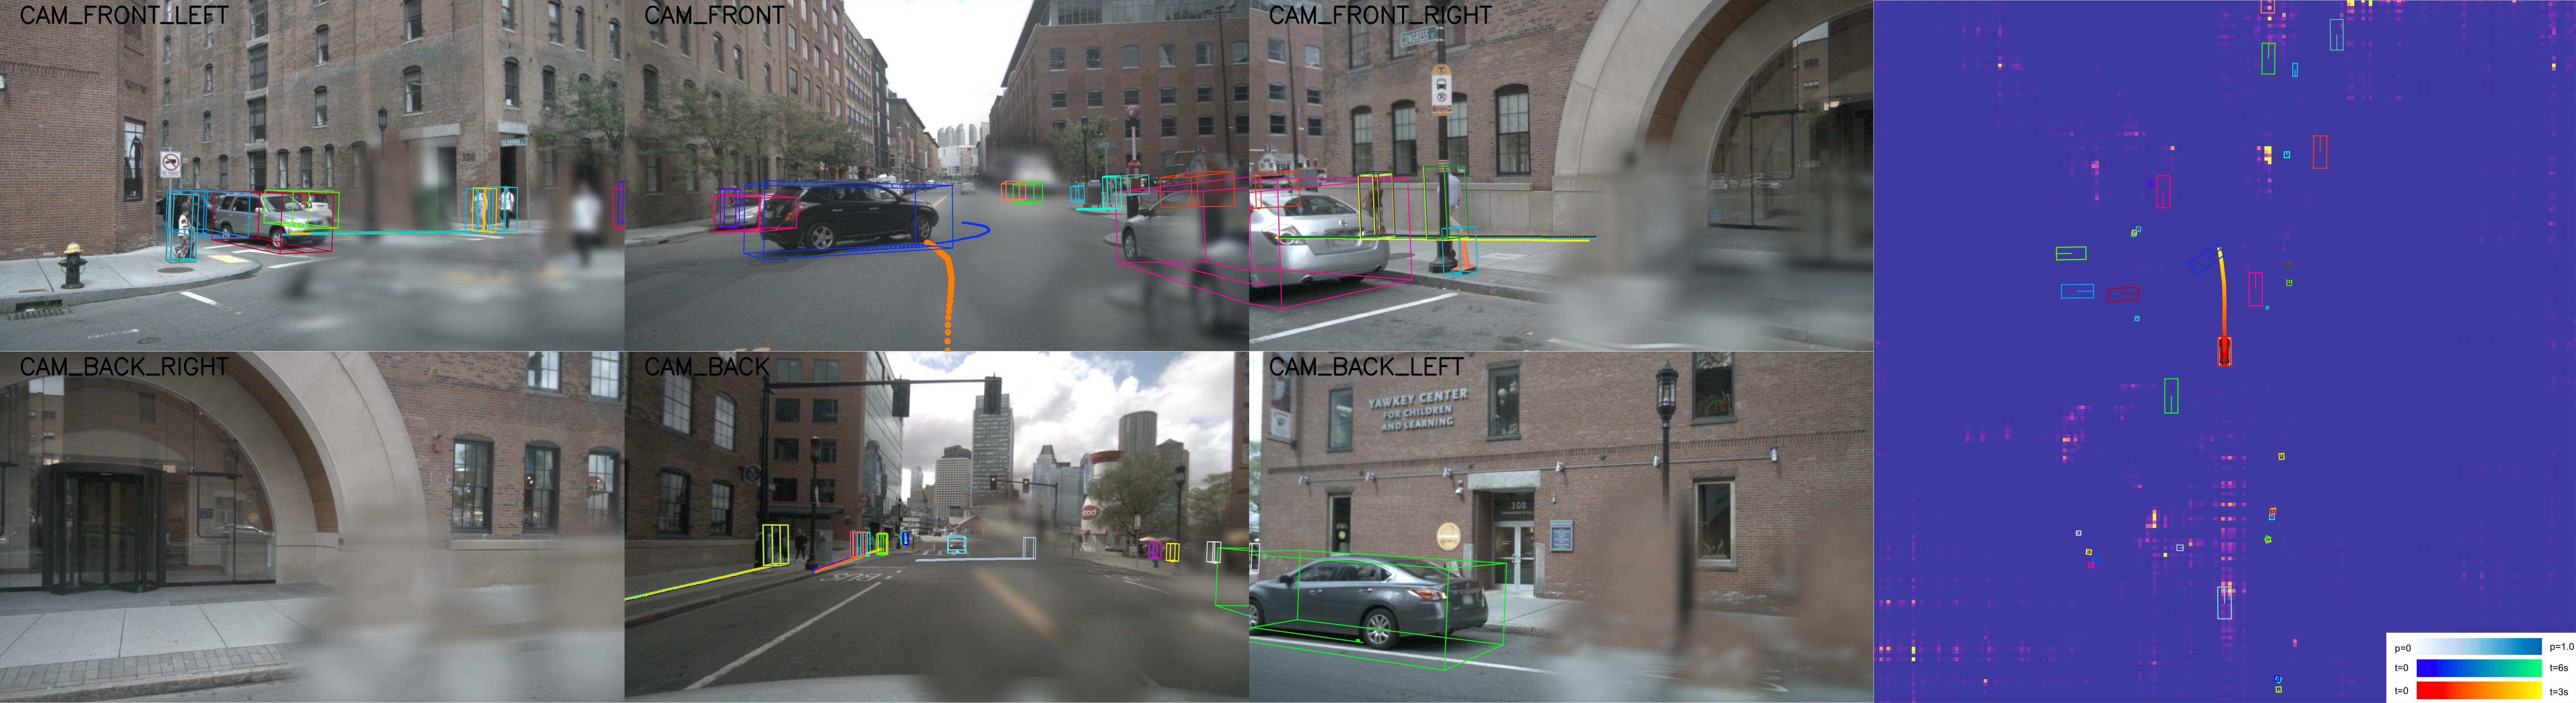 CAM_FRONT_LEFT
CAM_FRONT
CAM_FRONT_RIGHT
CONGRESS
CAM_BACK_RIGHT
CAM_BACK
CAM_BACK_LEFT
YAWKEY CENTER
FOR CHILDREN
AND LEARNING
308
p=0
p=1.0
t=0
t=6s
t=0
t=3s